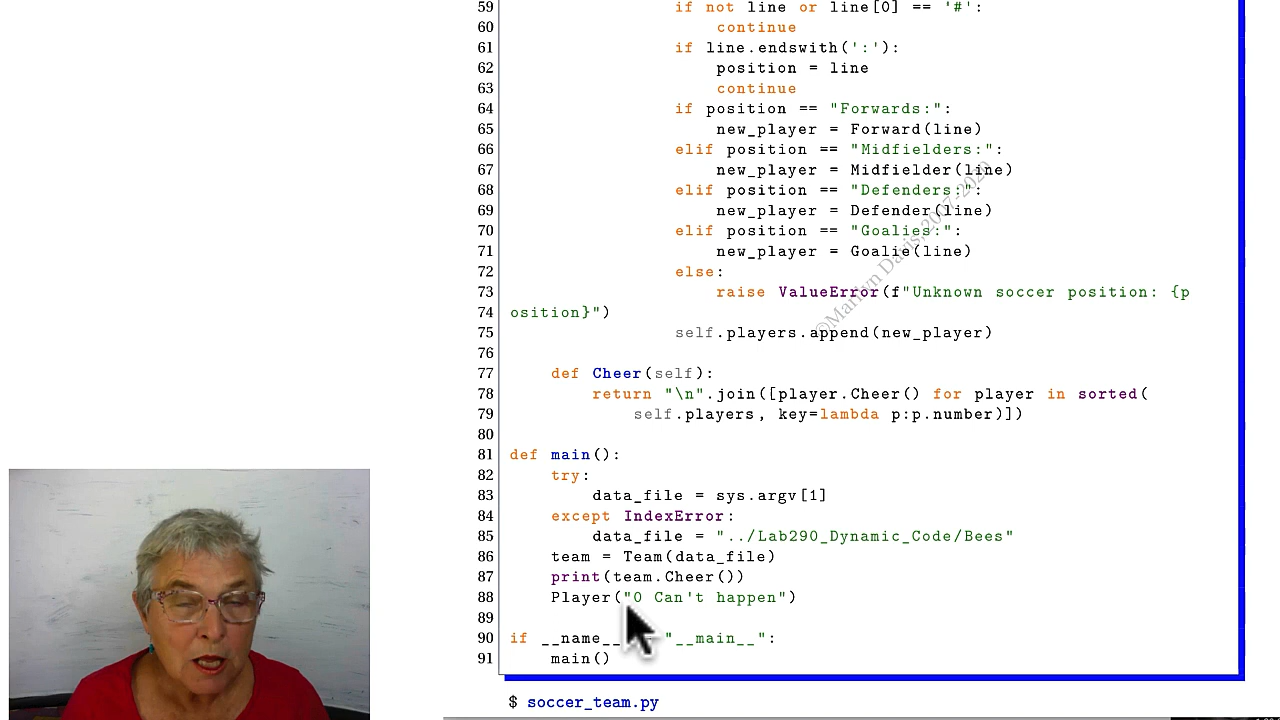 59 if not line or line[0] == '#':
60 continue
61 if line.endswith(':'):
62 position = line
63 continue
64 if position == "Forwards:":
65 new_player = Forward(line)
66 elif position == "Midfielders:":
67 new_player = Midfielder(line)
68 elif position == "Defenders:":
69 new_player = Defender(line)
70 elif position == "Goalies:":
71 new_player = Goalie(line)
72 else:
73 raise ValueError(f"Unknown soccer position: {p
74 osition}")
75 self.players.append(new_player)
76
77 def Cheer(self):
78 return "\n".join([player.Cheer() for player in sorted(
79 self.players, key=lambda p:p.number)])
80
81 def main():
82 try:
83 data_file = sys.argv[1]
84 except IndexError:
85 data_file = "../Lab290_Dynamic_Code/Bees"
86 team = Team(data_file)
87 print(team.Cheer())
88 Player("0 Can't happen")
89
90 if __name__ "__main__":
91 main()
$ soccer_team.py
©Marilyn Davis, 2007-2020